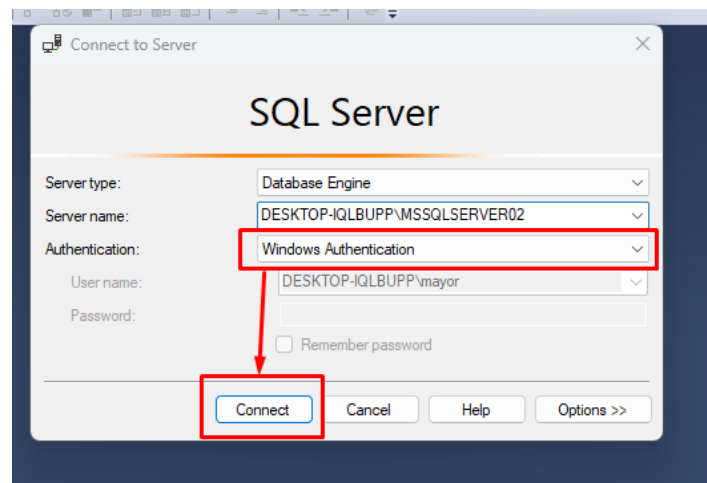 Connect to Server
SQL Server
Server type: Database Engine
Server name: DESKTOP-IQLBUPP\MSSQLSERVER02
Authentication: Windows Authentication
User name: DESKTOP-IQLBUPP\mayor
Password:
Remember password
Connect Cancel Help Options >>